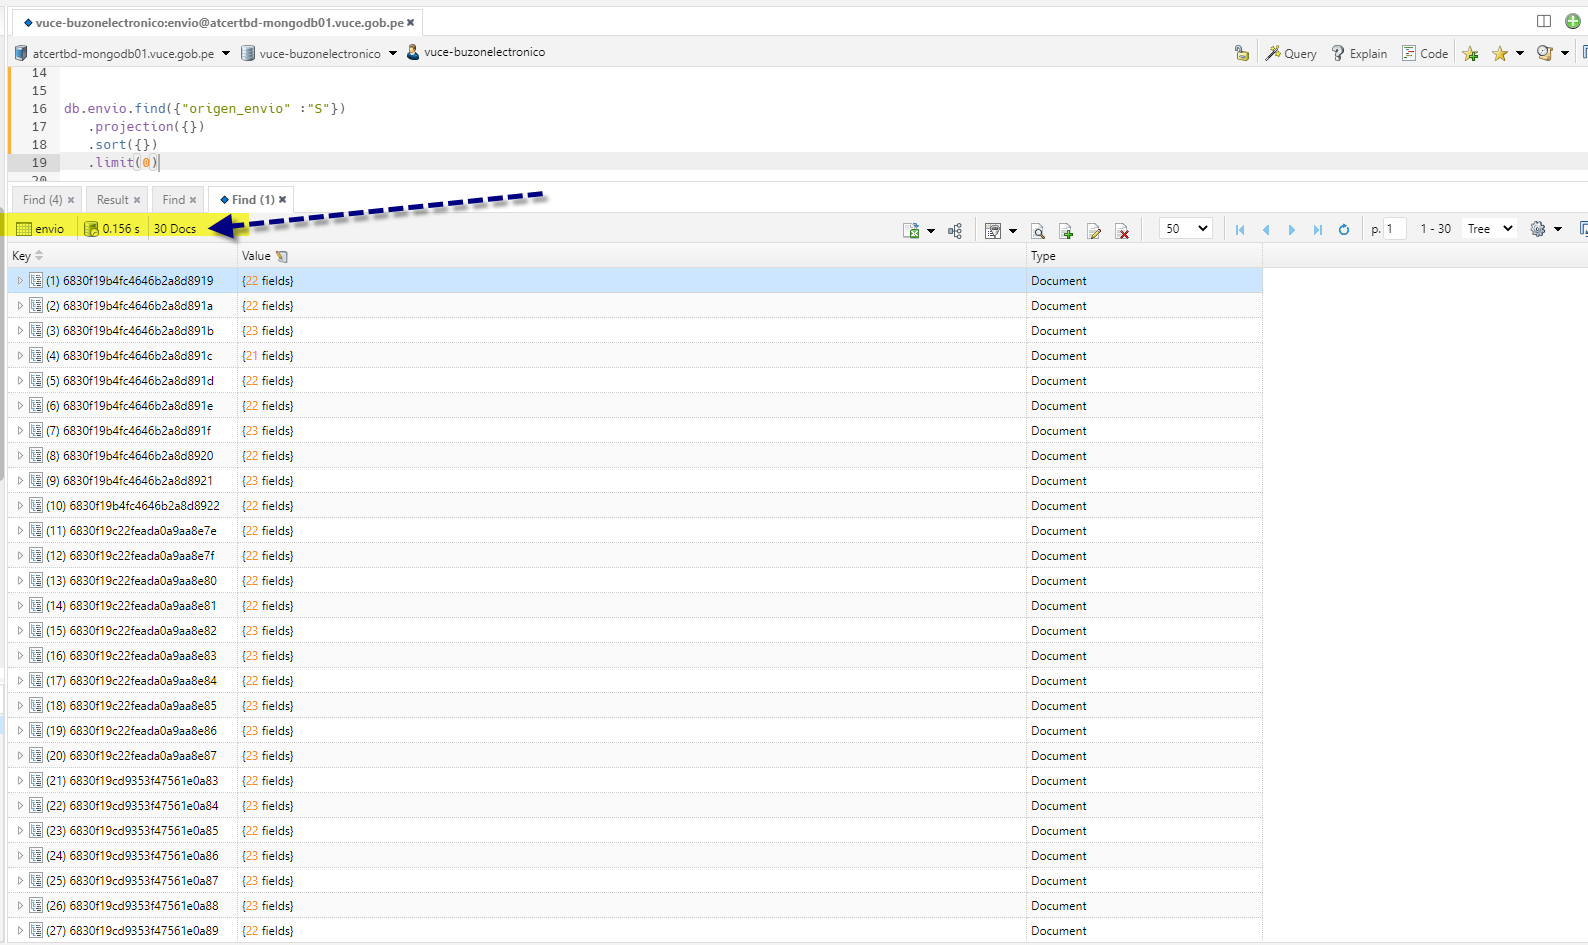 vuce-buzonelectronico:envio@atcertbd-mongodb01.vuce.gob.pe
atcertbd-mongodb01.vuce.gob.pe vuce-buzonelectronico vuce-buzonelectronico Query Explain Code
14
15
16 db.envio.find({"origen_envio" :"S"})
17 .projection({})
18 .sort({})
19 .limit(0)
20
Find (4) Result Find Find (1)
envio 0.156 s 30 Docs 50 p. 1 1 - 30 Tree
Key Value Type
(1) 6830f19b4fc4646b2a8d8919 {22 fields} Document
(2) 6830f19b4fc4646b2a8d891a {22 fields} Document
(3) 6830f19b4fc4646b2a8d891b {23 fields} Document
(4) 6830f19b4fc4646b2a8d891c {21 fields} Document
(5) 6830f19b4fc4646b2a8d891d {22 fields} Document
(6) 6830f19b4fc4646b2a8d891e {22 fields} Document
(7) 6830f19b4fc4646b2a8d891f {23 fields} Document
(8) 6830f19b4fc4646b2a8d8920 {22 fields} Document
(9) 6830f19b4fc4646b2a8d8921 {23 fields} Document
(10) 6830f19b4fc4646b2a8d8922 {22 fields} Document
(11) 6830f19c22feada0a9aa8e7e {22 fields} Document
(12) 6830f19c22feada0a9aa8e7f {22 fields} Document
(13) 6830f19c22feada0a9aa8e80 {22 fields} Document
(14) 6830f19c22feada0a9aa8e81 {22 fields} Document
(15) 6830f19c22feada0a9aa8e82 {23 fields} Document
(16) 6830f19c22feada0a9aa8e83 {23 fields} Document
(17) 6830f19c22feada0a9aa8e84 {22 fields} Document
(18) 6830f19c22feada0a9aa8e85 {23 fields} Document
(19) 6830f19c22feada0a9aa8e86 {23 fields} Document
(20) 6830f19c22feada0a9aa8e87 {23 fields} Document
(21) 6830f19cd9353f47561e0a83 {22 fields} Document
(22) 6830f19cd9353f47561e0a84 {23 fields} Document
(23) 6830f19cd9353f47561e0a85 {22 fields} Document
(24) 6830f19cd9353f47561e0a86 {23 fields} Document
(25) 6830f19cd9353f47561e0a87 {23 fields} Document
(26) 6830f19cd9353f47561e0a88 {23 fields} Document
(27) 6830f19cd9353f47561e0a89 {22 fields} Document